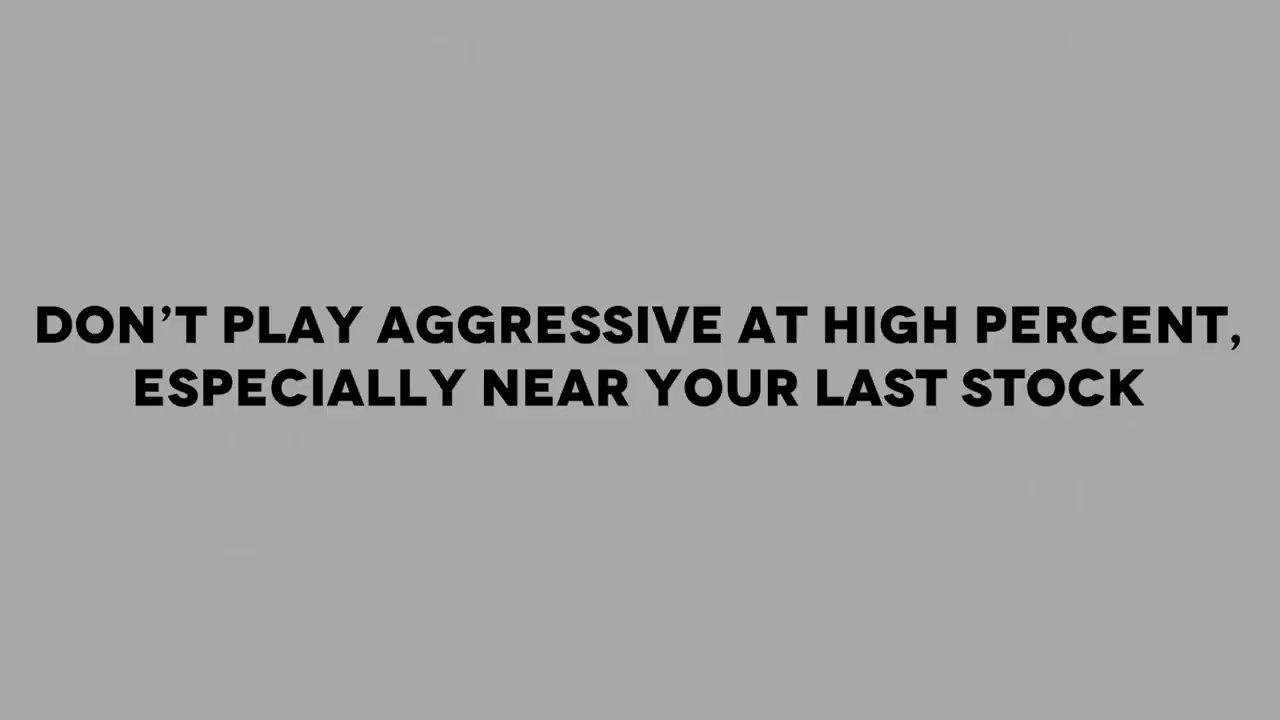 DON’T PLAY AGGRESSIVE AT HIGH PERCENT,
ESPECIALLY NEAR YOUR LAST STOCK